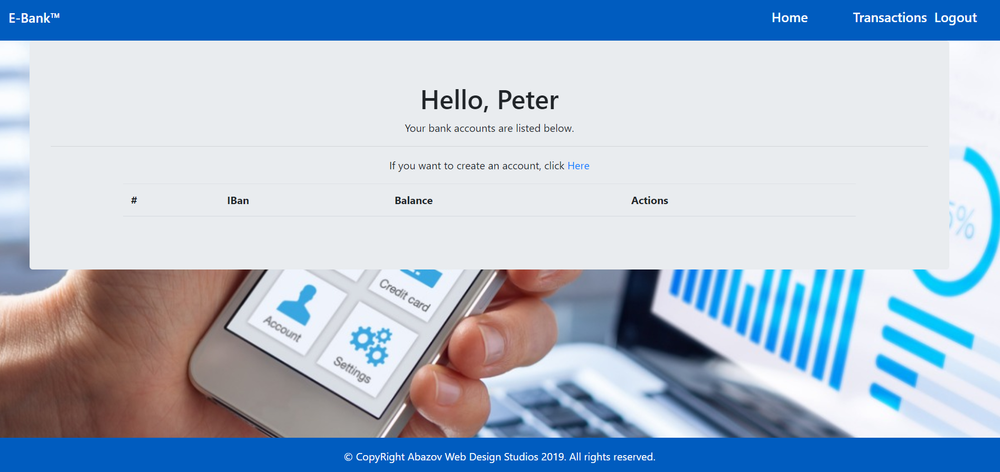 E-Bank™
Home Transactions Logout
Hello, Peter
Your bank accounts are listed below.
If you want to create an account, click Here
# IBan Balance Actions
%
Credit card
Account
Settings
© CopyRight Abazov Web Design Studios 2019. All rights reserved.